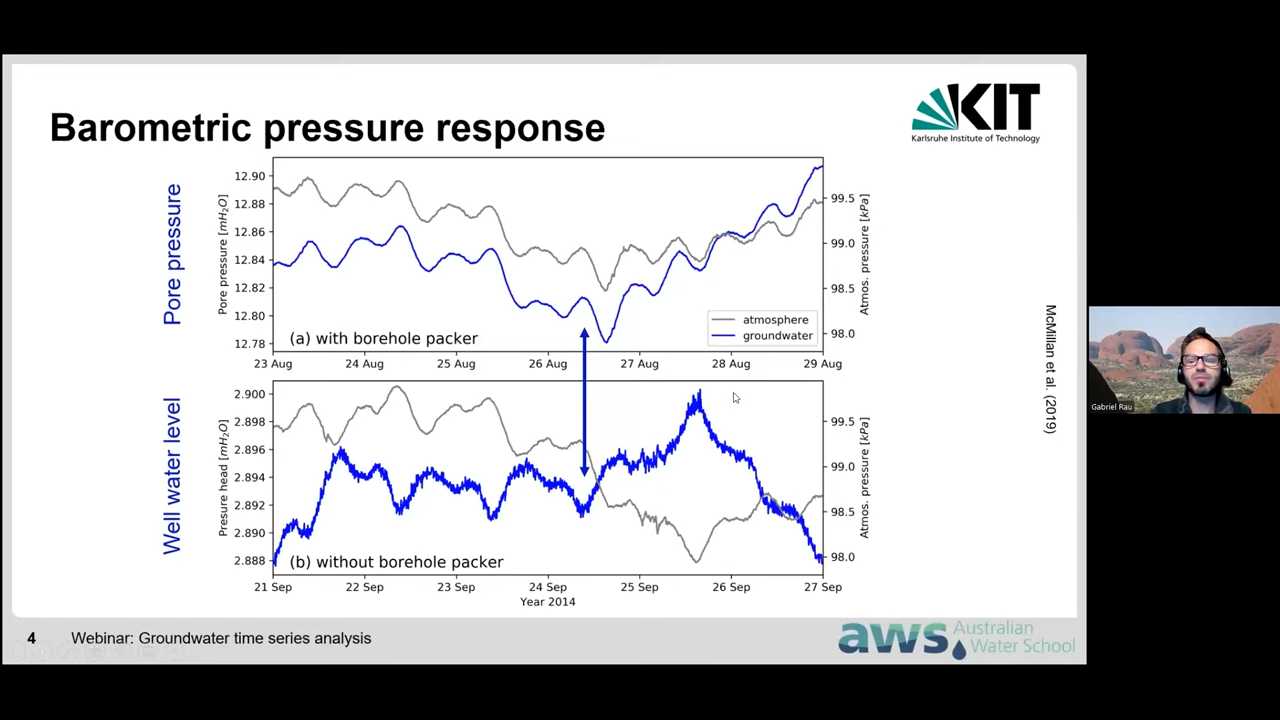 Barometric pressure response
KIT
Karlsruhe Institute of Technology
Pore pressure
Pore pressure [mH₂O]
12.90
12.88
12.86
12.84
12.82
12.80
12.78
99.5
99.0
98.5
98.0
Atmos. pressure [kPa]
atmosphere
groundwater
(a) with borehole packer
23 Aug 24 Aug 25 Aug 26 Aug 27 Aug 28 Aug 29 Aug
Well water level
Pressure head [mH₂O]
2.900
2.898
2.896
2.894
2.892
2.890
2.888
99.5
99.0
98.5
98.0
Atmos. pressure [kPa]
(b) without borehole packer
21 Sep 22 Sep 23 Sep 24 Sep 25 Sep 26 Sep 27 Sep
Year 2014
McMillan et al. (2019)
Gabriel Rau
4 Webinar: Groundwater time series analysis
aws Australian
Water School